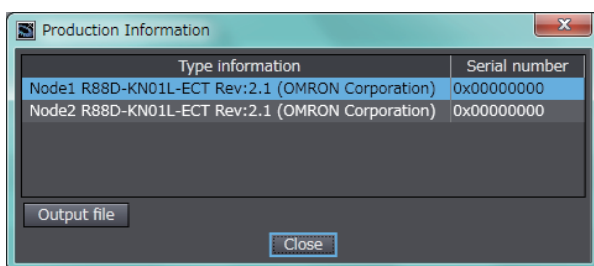 Production Information
Type information Serial number
Node1 R88D-KN01L-ECT Rev:2.1 (OMRON Corporation) 0x00000000
Node2 R88D-KN01L-ECT Rev:2.1 (OMRON Corporation) 0x00000000
Output file
Close